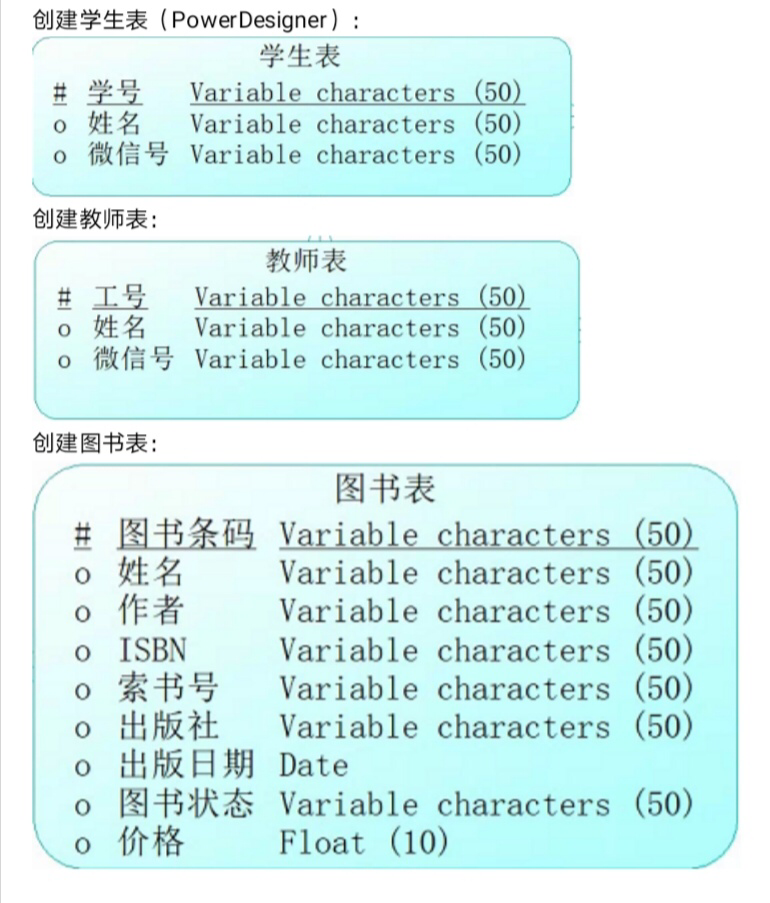 创建学生表（PowerDesigner）：
学生表
# 学号 Variable characters (50)
o 姓名 Variable characters (50)
o 微信号 Variable characters (50)
创建教师表：
教师表
# 工号 Variable characters (50)
o 姓名 Variable characters (50)
o 微信号 Variable characters (50)
创建图书表：
图书表
# 图书条码 Variable characters (50)
o 姓名 Variable characters (50)
o 作者 Variable characters (50)
o ISBN Variable characters (50)
o 索书号 Variable characters (50)
o 出版社 Variable characters (50)
o 出版日期 Date
o 图书状态 Variable characters (50)
o 价格 Float (10)